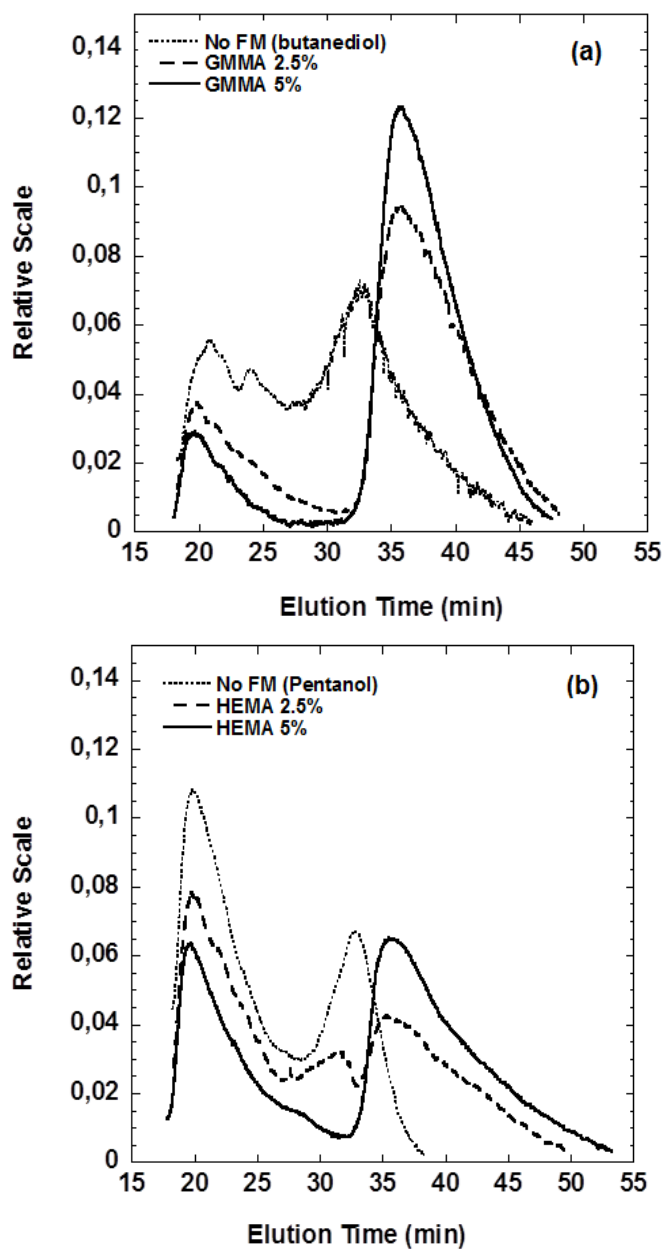 0,14
No FM (butanediol)
(a)
GMMA 2.5%
GMMA 5%
0,12
0,1
0,08
0,06
0,04
0,02
0
Relative Scale
15 20 25 30 35 40 45 50 55
Elution Time (min)
0,14
No FM (Pentanol)
(b)
HEMA 2.5%
HEMA 5%
0,12
0,1
0,08
0,06
0,04
0,02
0
Relative Scale
15 20 25 30 35 40 45 50 55
Elution Time (min)